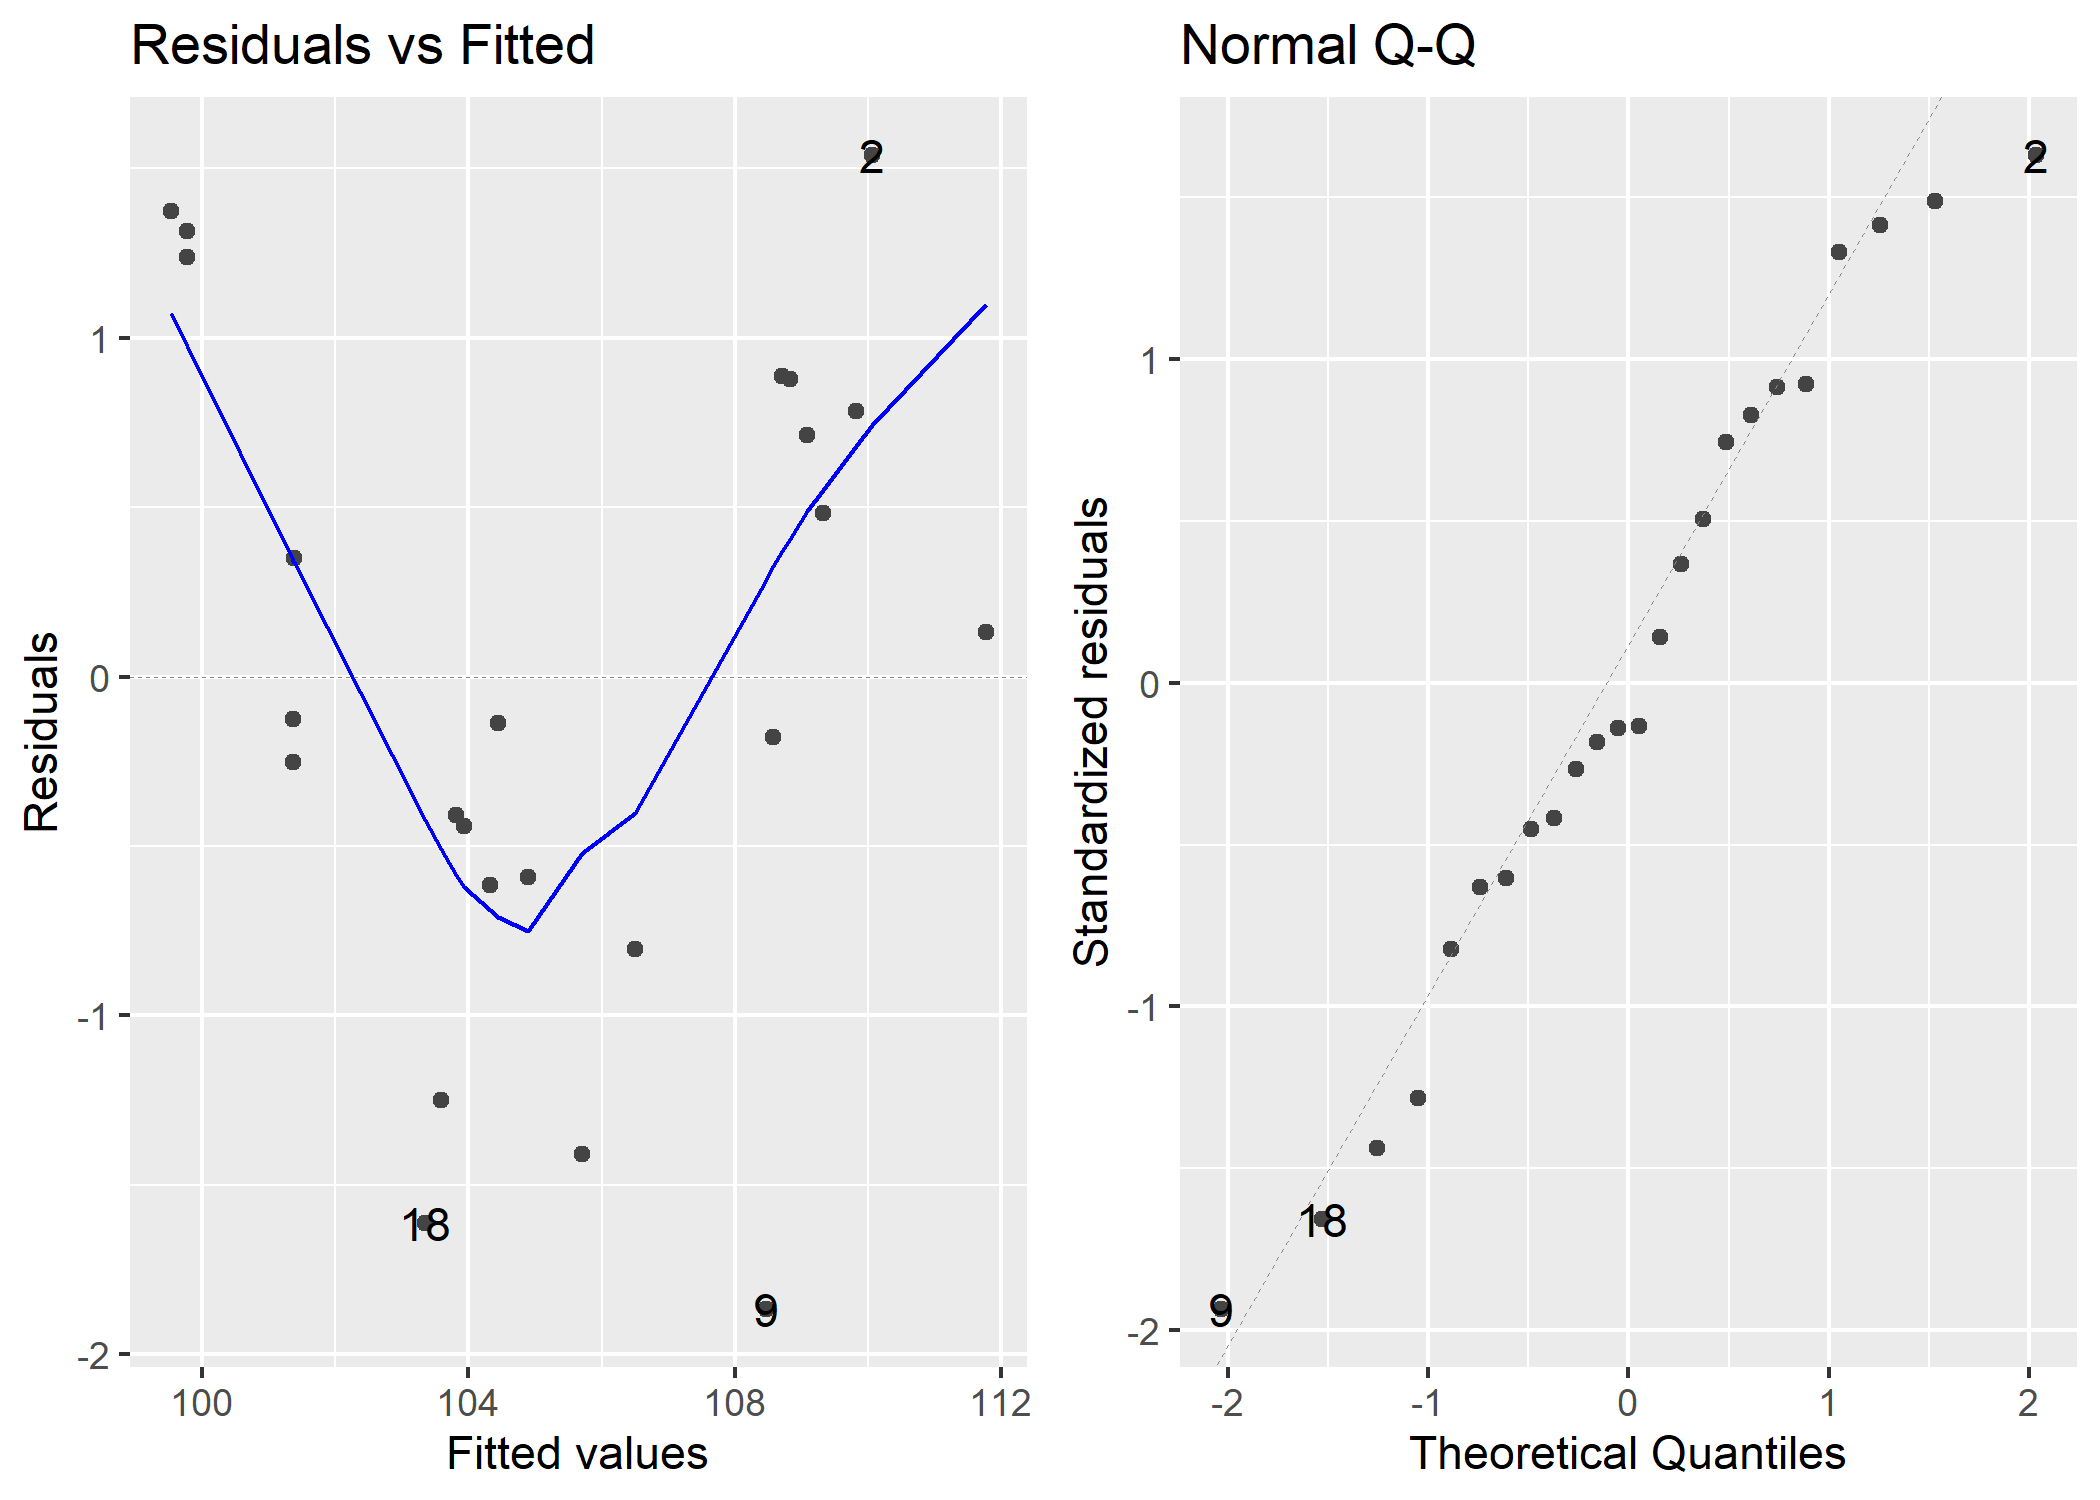 Residuals vs Fitted
Residuals
1
0
-1
-2
2
18
9
100 104 108 112
Fitted values
Normal Q-Q
Standardized residuals
1
0
-1
-2
2
18
9
-2 -1 0 1 2
Theoretical Quantiles